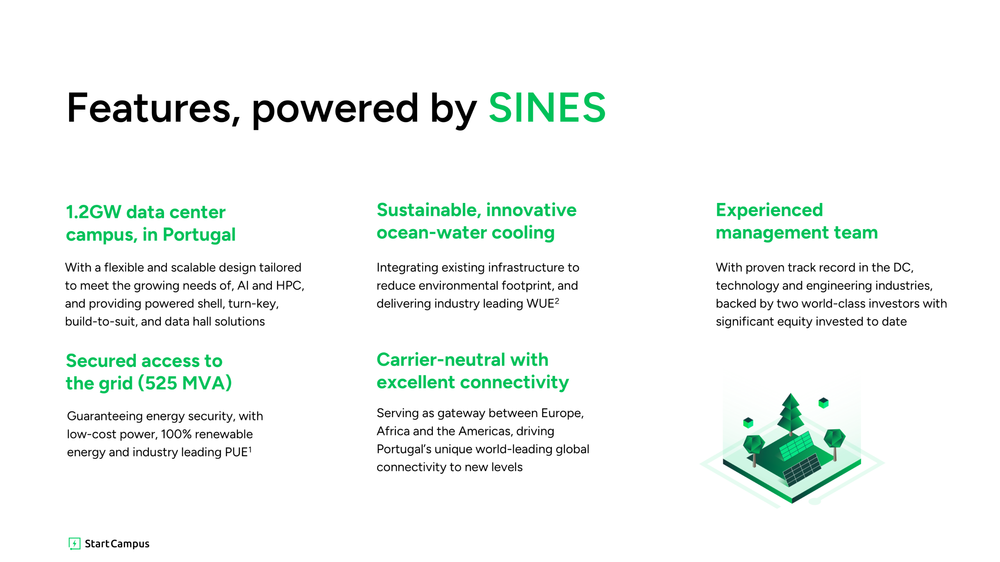 Features, powered by SINES
1.2GW data center
campus, in Portugal
With a flexible and scalable design tailored
to meet the growing needs of, AI and HPC,
and providing powered shell, turn-key,
build-to-suit, and data hall solutions
Secured access to
the grid (525 MVA)
Guaranteeing energy security, with
low-cost power, 100% renewable
energy and industry leading PUE¹
Sustainable, innovative
ocean-water cooling
Integrating existing infrastructure to
reduce environmental footprint, and
delivering industry leading WUE²
Carrier-neutral with
excellent connectivity
Serving as gateway between Europe,
Africa and the Americas, driving
Portugal’s unique world-leading global
connectivity to new levels
Experienced
management team
With proven track record in the DC,
technology and engineering industries,
backed by two world-class investors with
significant equity invested to date
Start Campus